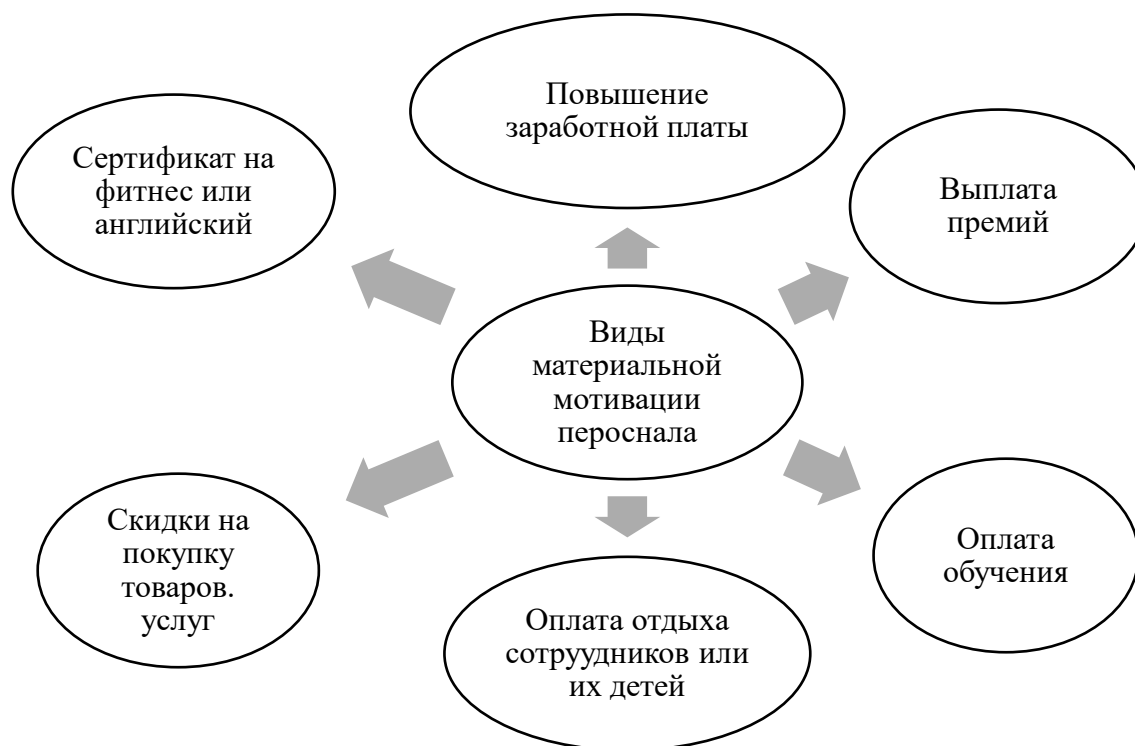 Повышение
заработной платы
Сертификат на
фитнес или
английский
Выплата
премий
Виды
материальной
мотивации
пероснала
Скидки на
покупку
товаров.
услуг
Оплата
обучения
Оплата отдыха
сотруудников или
их детей